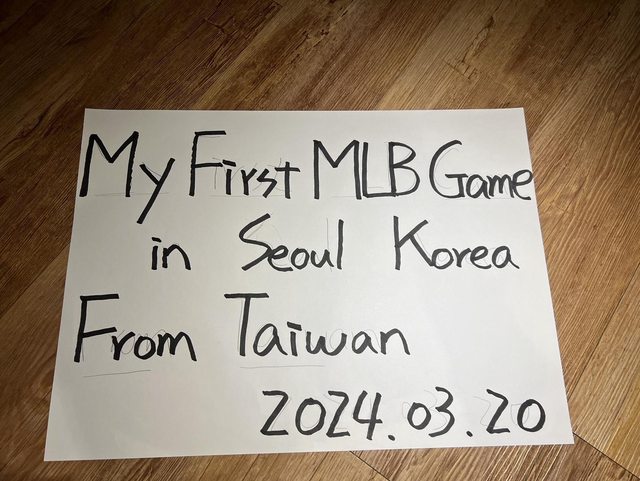 My First MLB Game
in Seoul Korea
From Taiwan
2024.03.20